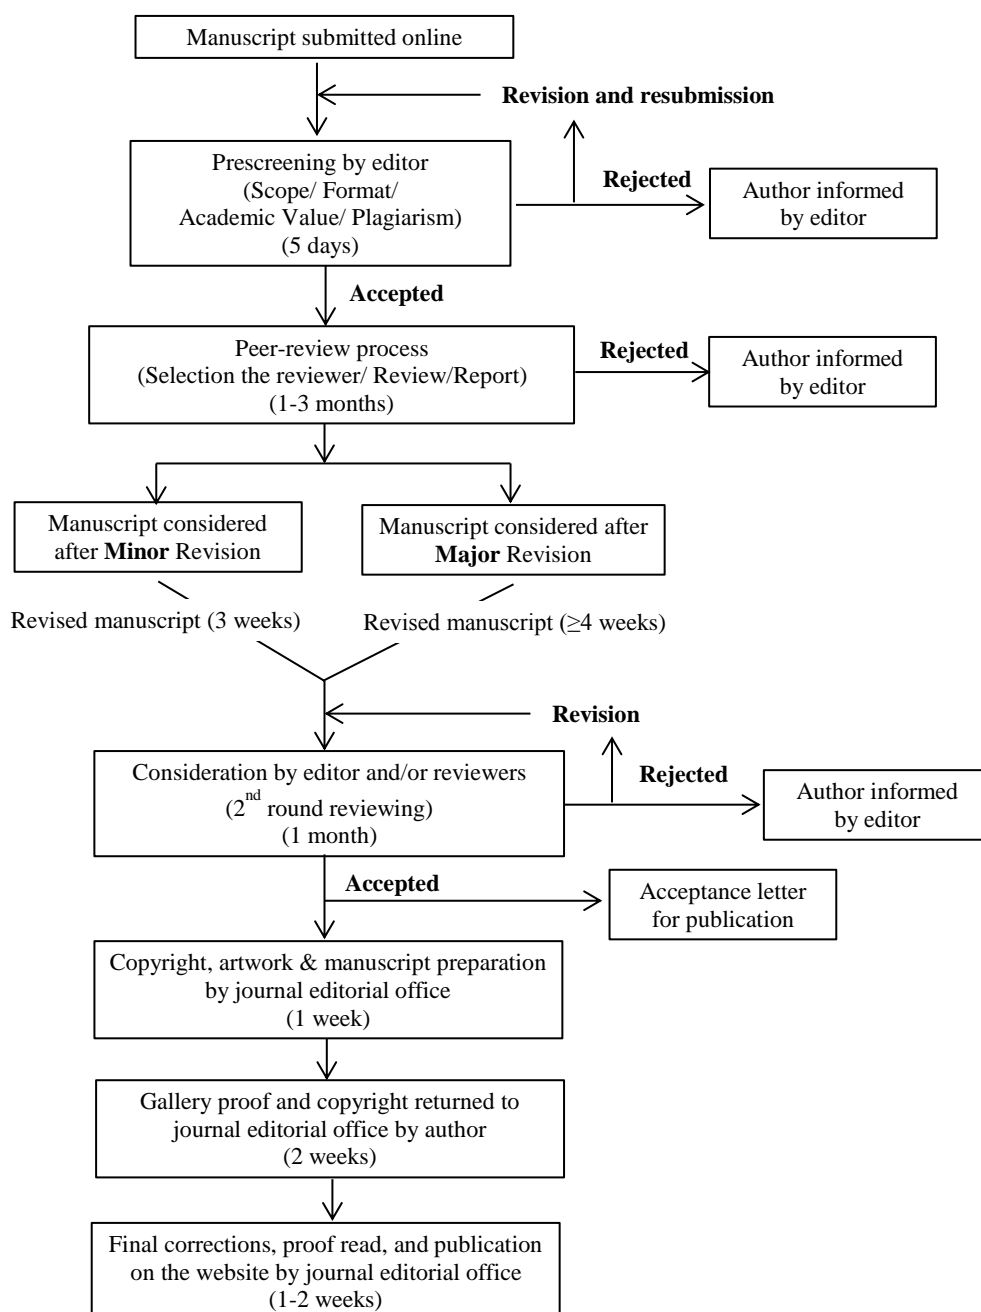 Manuscript submitted online
Revision and resubmission
Prescreening by editor
(Scope/ Format/
Academic Value/ Plagiarism)
(5 days)
Rejected
Author informed
by editor
Accepted
Peer-review process
(Selection the reviewer/ Review/Report)
(1-3 months)
Rejected
Author informed
by editor
Manuscript considered
after Minor Revision
Manuscript considered after
Major Revision
Revised manuscript (3 weeks)
Revised manuscript (≥4 weeks)
Revision
Consideration by editor and/or reviewers
(2nd round reviewing)
(1 month)
Rejected
Author informed
by editor
Accepted
Acceptance letter
for publication
Copyright, artwork & manuscript preparation
by journal editorial office
(1 week)
Gallery proof and copyright returned to
journal editorial office by author
(2 weeks)
Final corrections, proof read, and publication
on the website by journal editorial office
(1-2 weeks)